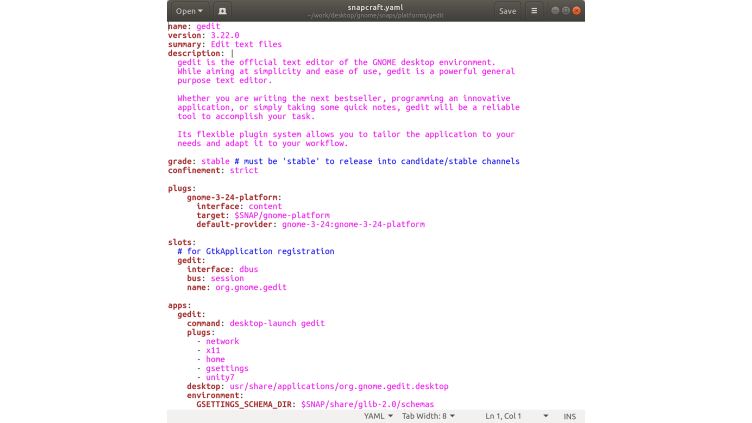 Open
snapcraft.yaml
~/work/desktop/gnome/snaps/platforms/gedit
Save
name: gedit
version: 3.22.0
summary: Edit text files
description: |
gedit is the official text editor of the GNOME desktop environment.
While aiming at simplicity and ease of use, gedit is a powerful general
purpose text editor.
Whether you are writing the next bestseller, programming an innovative
application, or simply taking some quick notes, gedit will be a reliable
tool to accomplish your task.
Its flexible plugin system allows you to tailor the application to your
needs and adapt it to your workflow.
grade: stable # must be 'stable' to release into candidate/stable channels
confinement: strict
plugs:
gnome-3-24-platform:
interface: content
target: $SNAP/gnome-platform
default-provider: gnome-3-24:gnome-3-24-platform
slots:
# for GtkApplication registration
gedit:
interface: dbus
bus: session
name: org.gnome.gedit
apps:
gedit:
command: desktop-launch gedit
plugs:
- network
- x11
- home
- gsettings
- unity7
desktop: usr/share/applications/org.gnome.gedit.desktop
environment:
GSETTINGS_SCHEMA_DIR: $SNAP/share/glib-2.0/schemas
YAML Tab Width: 8 Ln 1, Col 1 INS